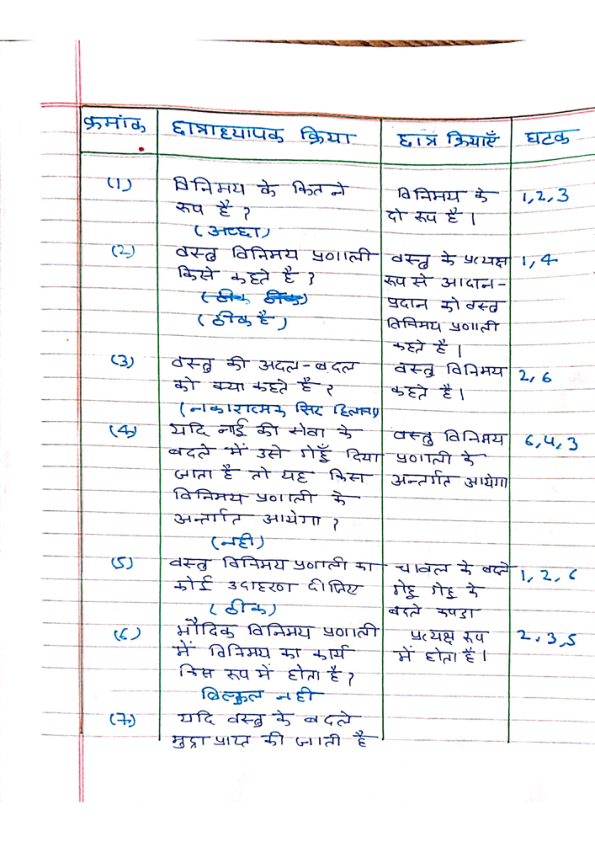 क्रमांक छात्राध्यापक क्रिया छात्र क्रियाएँ घटक
(1) विनिमय के कितने विनिमय के 1,2,3
रूप है ? दो रूप है ।
(अच्छा)
(2) वस्तु विनिमय प्रणाली वस्तु के प्रत्यक्ष 1,4
किसे कहते है ? रूप से आदान-
(ठीक ठीक) प्रदान को वस्तु
(ठीक है) विनिमय प्रणाली
कहते है ।
(3) वस्तु की अदल-बदल वस्तु विनिमय 2,6
को क्या कहते है ? कहते है ।
(नकारात्मक सिर हिलाना)
(4) यदि नाई की सेवा के वस्तु विनिमय 6,4,3
बदले में उसे गेहूँ दिया प्रणाली के
जाता है तो यह किस अन्तर्गत आयेगा
विनिमय प्रणाली के
अन्तर्गत आयेगा ?
(नही)
(5) वस्तु विनिमय प्रणाली का चावल के बदले 1,2,6
कोई उदाहरण दीजिए गेहू गेहू के
(ठीक) बदले कपडा
(6) मौद्रिक विनिमय प्रणाली प्रत्यक्ष रूप 2,3,5
में विनिमय का कार्य में होता है ।
किस रूप में होता है ?
बिल्कुल नही
(7) यदि वस्तु के बदले
मुद्रा प्राप्त की जाती है